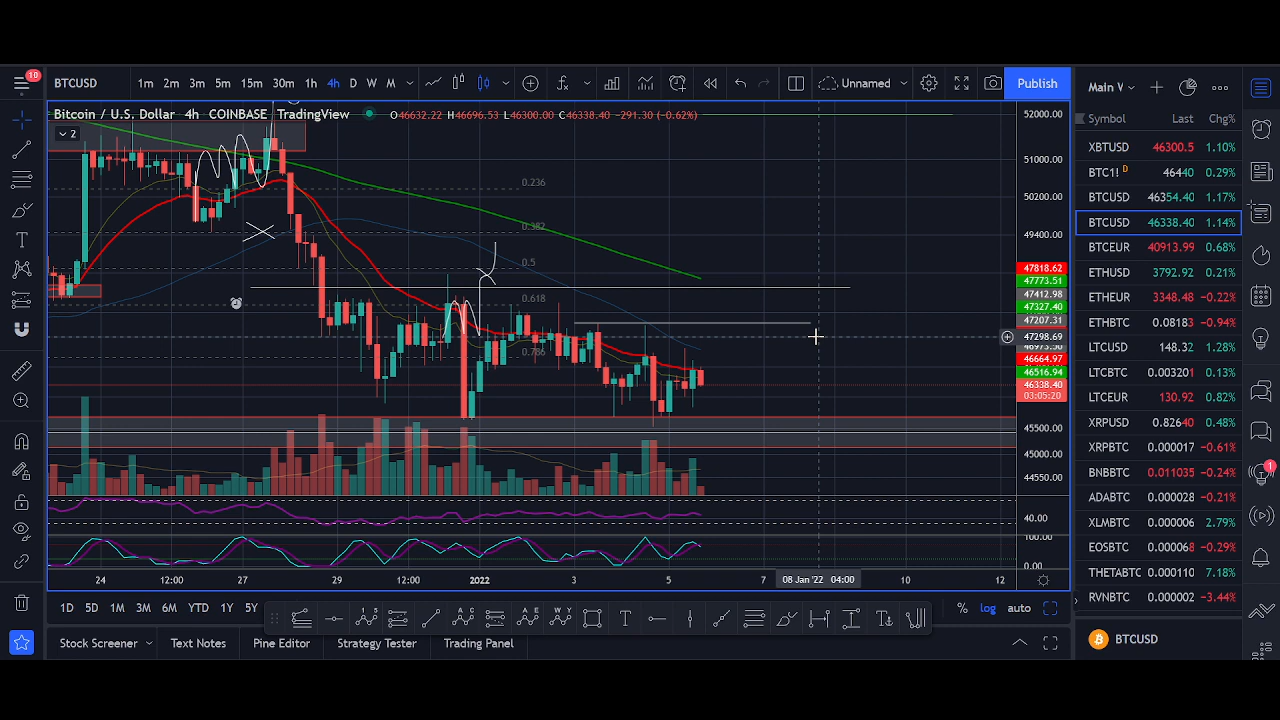 10
BTCUSD 1m 2m 3m 5m 15m 30m 1h 4h D W M Unnamed Publish
Main
Bitcoin / U.S. Dollar 4h COINBASE TradingView O46632.22 H46696.53 L46300.00 C46338.40 -291.30 (-0.62%)
2
Symbol Last Chg%
XBTUSD 46300.5 1.10%
BTC1! D 46440 0.29%
BTCUSD 46354.40 1.17%
BTCUSD 46338.40 1.14%
BTCEUR 40913.99 0.68%
ETHUSD 3792.92 0.21%
ETHEUR 3348.48 -0.22%
ETHBTC 0.08183 -0.94%
LTCUSD 148.32 1.28%
LTCBTC 0.003201 0.13%
LTCEUR 130.92 0.82%
XRPUSD 0.82640 0.48%
XRPBTC 0.000017 -0.61%
BNBBTC 0.011035 -0.24%
ADABTC 0.000028 -0.21%
XLMBTC 0.000006 2.79%
EOSBTC 0.000068 -0.29%
THETABTC 0.000110 7.18%
RVNBTC 0.000002 -3.44%
1
BTCUSD
0.236
0.382
0.5
0.618
0.786
52000.00
51000.00
50200.00
49400.00
47818.62
47773.51
47412.98
47327.40
47207.31
47298.69
46664.97
46516.94
46338.40
03:05:20
45500.00
45000.00
44550.00
40.00
100.00
0.00
24 12:00 27 29 12:00 2022 3 5 7 08 Jan '22 04:00 10 12
1D 5D 1M 3M 6M YTD 1Y 5Y % log auto
Stock Screener Text Notes Pine Editor Strategy Tester Trading Panel